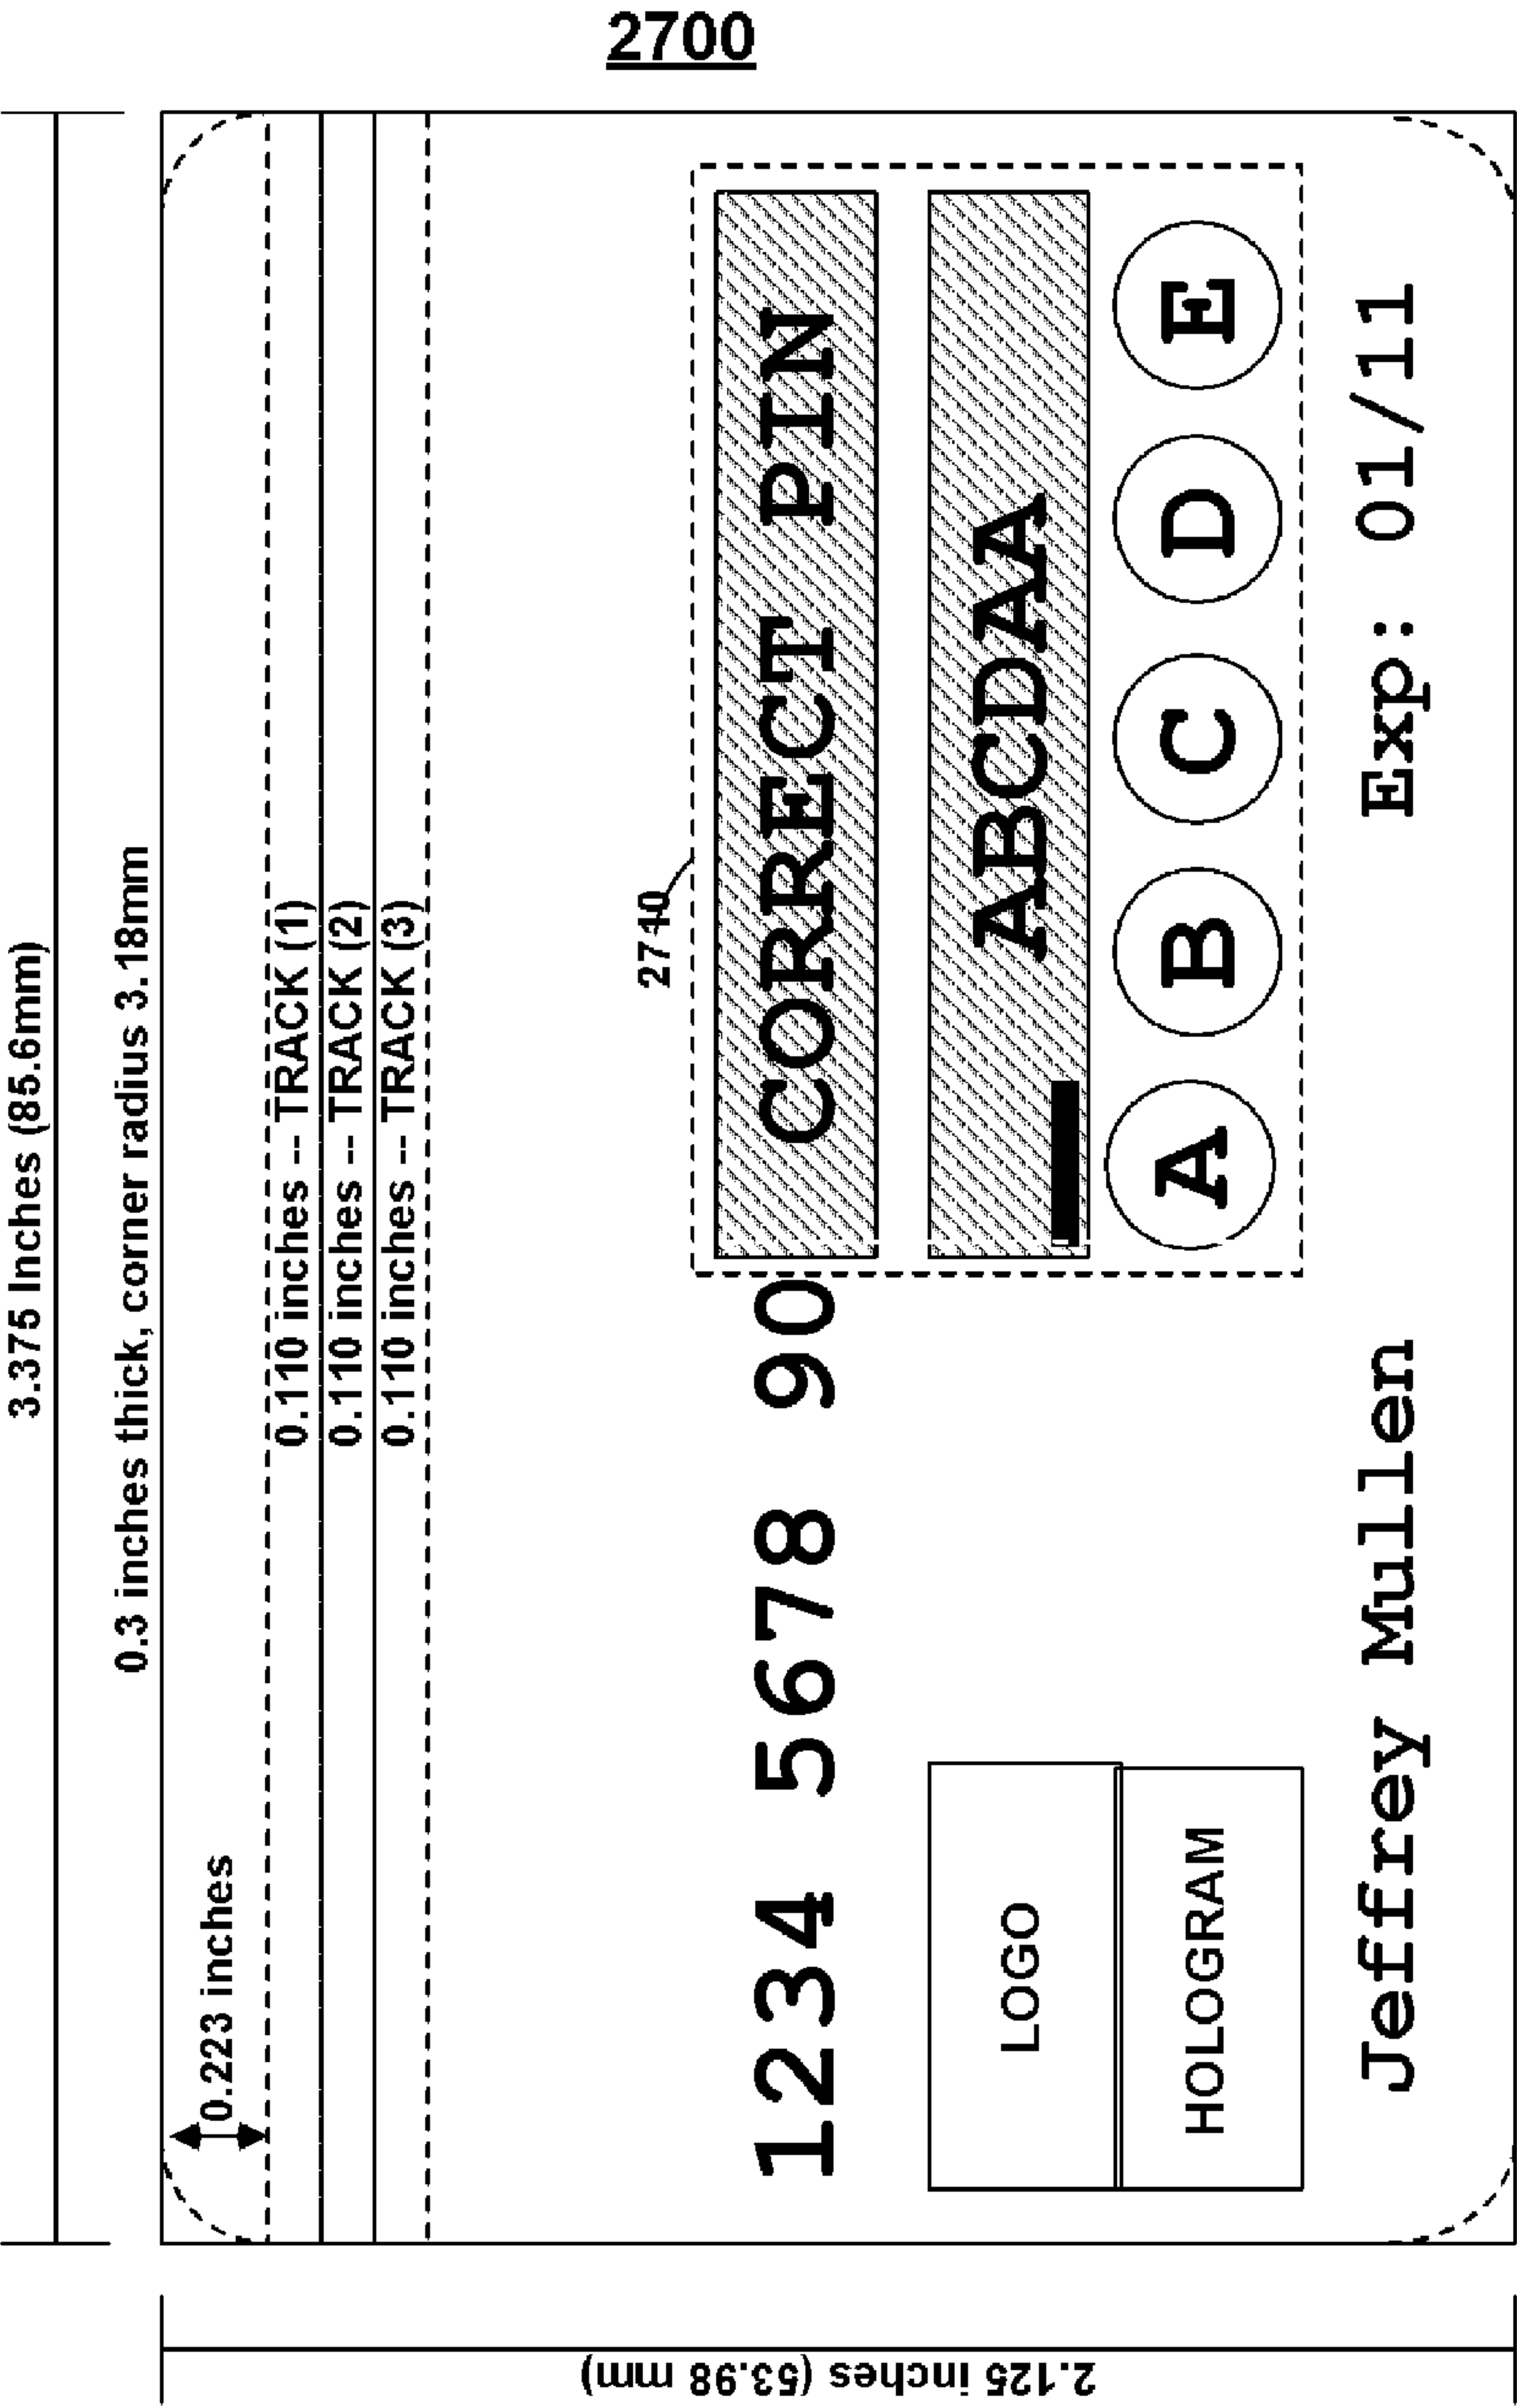 2700
3.375 Inches (85.6mm)
0.3 inches thick, corner radius 3.18mm
0.223 inches
0.110 inches -- TRACK (1)
0.110 inches -- TRACK (2)
0.110 inches -- TRACK (3)
2710
1234 5678 90
CORRECT PIN
ABCDAA
A B C D E
LOGO
HOLOGRAM
Jeffrey Mullen Exp: 01/11
2.125 inches (53.98 mm)